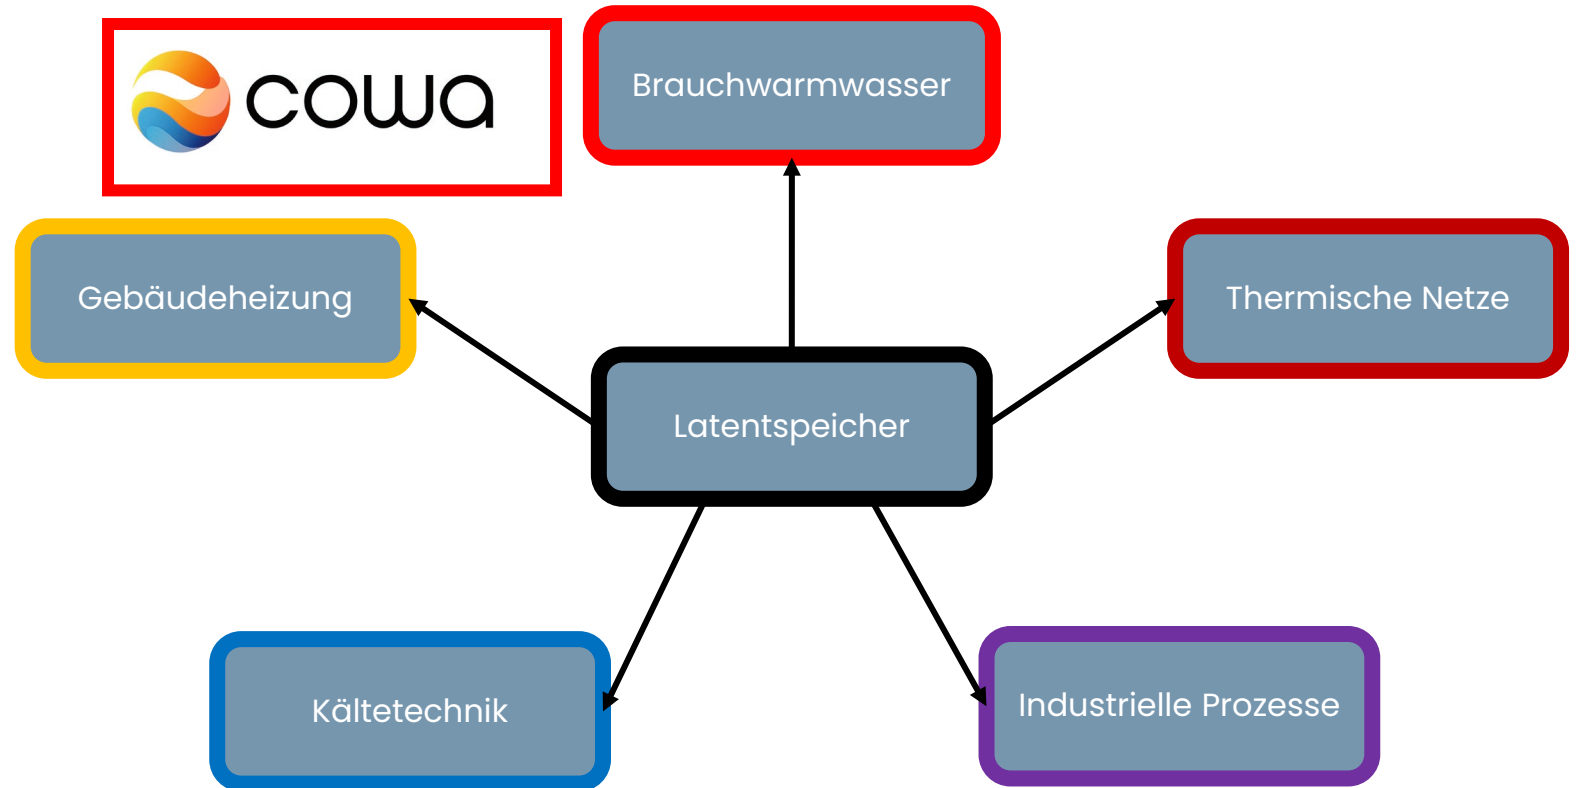 cowa
Brauchwarmwasser
Gebäudeheizung
Thermische Netze
Latentspeicher
Kältetechnik
Industrielle Prozesse